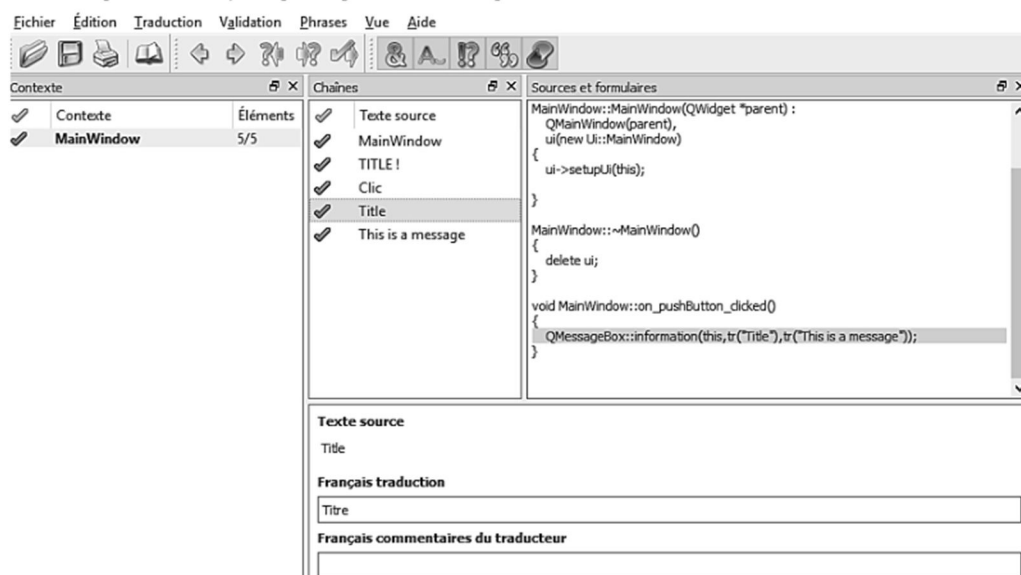 Fichier Édition Traduction Validation Phrases Vue Aide
Contexte
Contexte Éléments
MainWindow 5/5
Chaînes
Texte source
MainWindow
TITLE !
Clic
Title
This is a message
Sources et formulaires
MainWindow::MainWindow(QWidget *parent) :
QMainWindow(parent),
ui(new Ui::MainWindow)
{
ui->setupUi(this);
}
MainWindow::~MainWindow()
{
delete ui;
}
void MainWindow::on_pushButton_clicked()
{
QMessageBox::information(this,tr("Title"),tr("This is a message"));
}
Texte source
Title
Français traduction
Titre
Français commentaires du traducteur